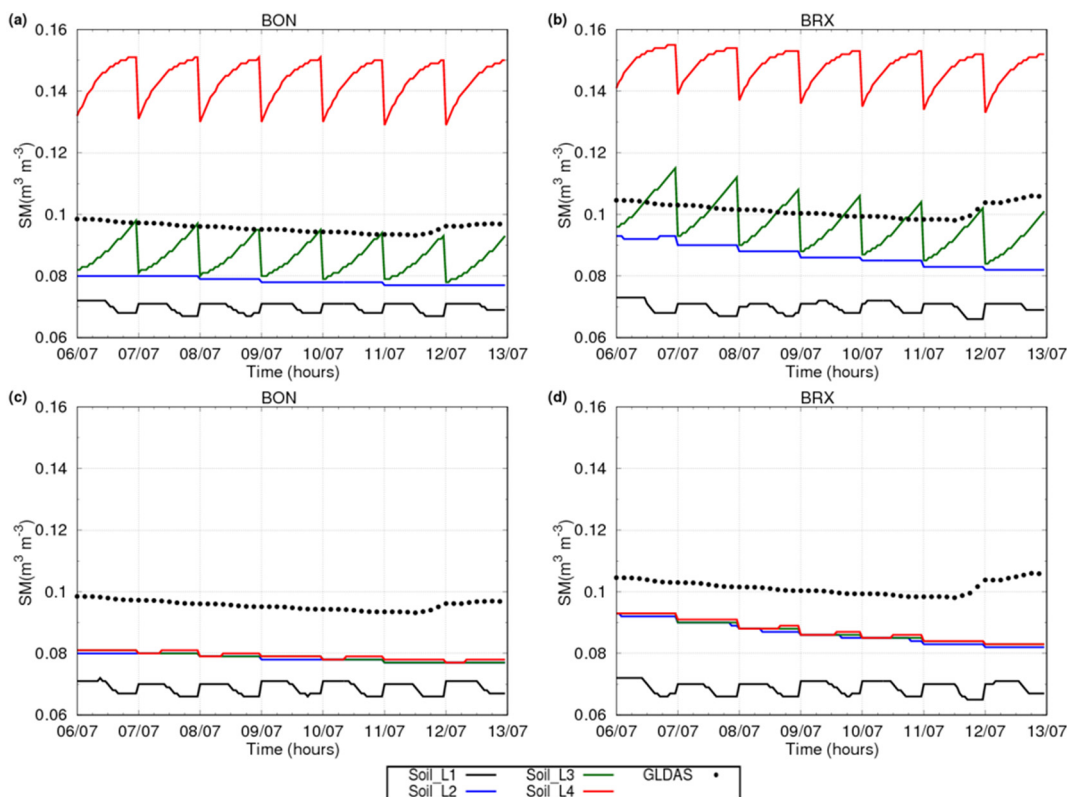 (a) BON (b) BRX
0.16 0.16
0.14 0.14
0.12 0.12
SM(m³ m⁻³) SM(m³ m⁻³)
0.1 0.1
0.08 0.08
0.06 0.06
06/07 07/07 08/07 09/07 10/07 11/07 12/07 13/07 06/07 07/07 08/07 09/07 10/07 11/07 12/07 13/07
Time (hours) Time (hours)
(c) BON (d) BRX
0.16 0.16
0.14 0.14
0.12 0.12
SM(m³ m⁻³) SM(m³ m⁻³)
0.1 0.1
0.08 0.08
0.06 0.06
06/07 07/07 08/07 09/07 10/07 11/07 12/07 13/07 06/07 07/07 08/07 09/07 10/07 11/07 12/07 13/07
Time (hours) Time (hours)
Soil_L1 Soil_L3 GLDAS
Soil_L2 Soil_L4